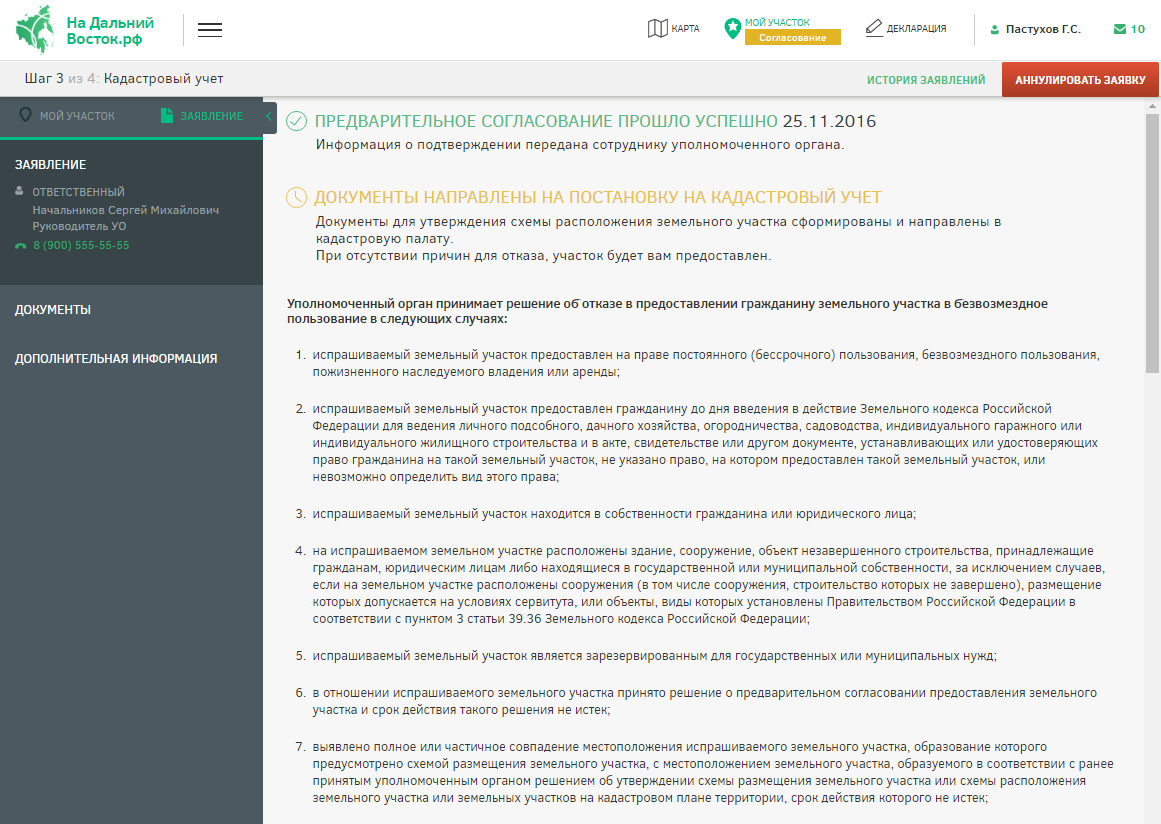 На Дальний
Восток.рф
КАРТА
МОЙ УЧАСТОК
Согласование
ДЕКЛАРАЦИЯ
Пастухов Г.С.
10
Шаг 3 из 4: Кадастровый учет
ИСТОРИЯ ЗАЯВЛЕНИЙ
АННУЛИРОВАТЬ ЗАЯВКУ
МОЙ УЧАСТОК
ЗАЯВЛЕНИЕ
ЗАЯВЛЕНИЕ
ОТВЕТСТВЕННЫЙ
Начальников Сергей Михайлович
Руководитель УО
8 (900) 555-55-55
ДОКУМЕНТЫ
ДОПОЛНИТЕЛЬНАЯ ИНФОРМАЦИЯ
ПРЕДВАРИТЕЛЬНОЕ СОГЛАСОВАНИЕ ПРОШЛО УСПЕШНО 25.11.2016
Информация о подтверждении передана сотруднику уполномоченного органа.
ДОКУМЕНТЫ НАПРАВЛЕНЫ НА ПОСТАНОВКУ НА КАДАСТРОВЫЙ УЧЕТ
Документы для утверждения схемы расположения земельного участка сформированы и направлены в
кадастровую палату.
При отсутствии причин для отказа, участок будет вам предоставлен.
Уполномоченный орган принимает решение об отказе в предоставлении гражданину земельного участка в безвозмездное
пользование в следующих случаях:
1. испрашиваемый земельный участок предоставлен на праве постоянного (бессрочного) пользования, безвозмездного пользования,
пожизненного наследуемого владения или аренды;
2. испрашиваемый земельный участок предоставлен гражданину до дня введения в действие Земельного кодекса Российской
Федерации для ведения личного подсобного, дачного хозяйства, огородничества, садоводства, индивидуального гаражного или
индивидуального жилищного строительства и в акте, свидетельстве или другом документе, устанавливающих или удостоверяющих
право гражданина на такой земельный участок, не указано право, на котором предоставлен такой земельный участок, или
невозможно определить вид этого права;
3. испрашиваемый земельный участок находится в собственности гражданина или юридического лица;
4. на испрашиваемом земельном участке расположены здание, сооружение, объект незавершенного строительства, принадлежащие
гражданам, юридическим лицам либо находящиеся в государственной или муниципальной собственности, за исключением случаев,
если на земельном участке расположены сооружения (в том числе сооружения, строительство которых не завершено), размещение
которых допускается на условиях сервитута, или объекты, виды которых установлены Правительством Российской Федерации в
соответствии с пунктом 3 статьи 39.36 Земельного кодекса Российской Федерации;
5. испрашиваемый земельный участок является зарезервированным для государственных или муниципальных нужд;
6. в отношении испрашиваемого земельного участка принято решение о предварительном согласовании предоставления земельного
участка и срок действия такого решения не истек;
7. выявлено полное или частичное совпадение местоположения испрашиваемого земельного участка, образование которого
предусмотрено схемой размещения земельного участка, с местоположением земельного участка, образуемого в соответствии с ранее
принятым уполномоченным органом решением об утверждении схемы размещения земельного участка или схемы расположения
земельного участка или земельных участков на кадастровом плане территории, срок действия которого не истек;